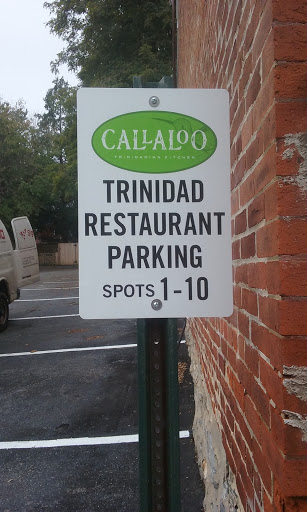 CALLALOO
TRINIDADIAN KITCHEN
TRINIDAD
RESTAURANT
PARKING
SPOTS 1-10